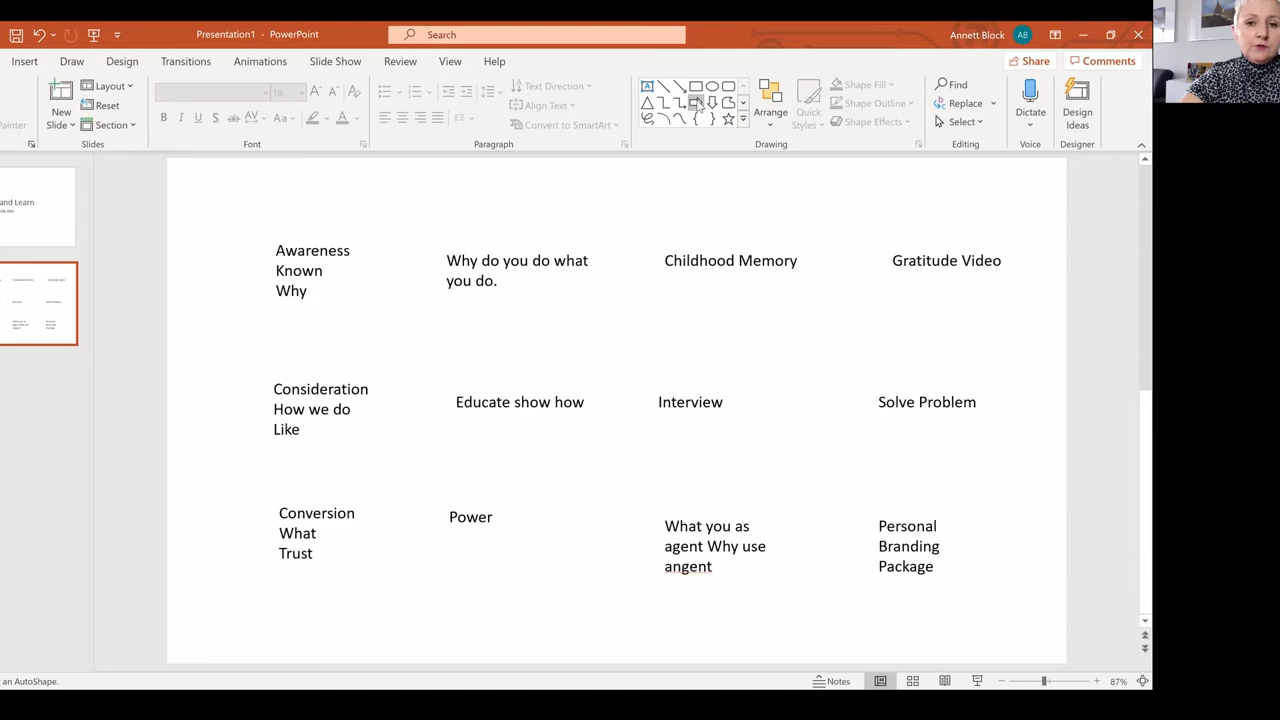 Presentation1 - PowerPoint
Search
Annett Block
AB
Insert
Draw
Design
Transitions
Animations
Slide Show
Review
View
Help
Share
Comments
Painter
New
Slide
Layout
Reset
Section
Slides
18
Font
Text Direction
Align Text
Convert to SmartArt
Paragraph
Arrange
Quick
Styles
Shape Fill
Shape Outline
Shape Effects
Drawing
Find
Replace
Select
Editing
Dictate
Voice
Design
Ideas
Designer
and Learn
Awareness
Known
Why
Why do you do what
you do.
Childhood Memory
Gratitude Video
Consideration
How we do
Like
Educate show how
Interview
Solve Problem
Conversion
What
Trust
Power
What you as
agent Why use
angent
Personal
Branding
Package
an AutoShape.
Notes
87%